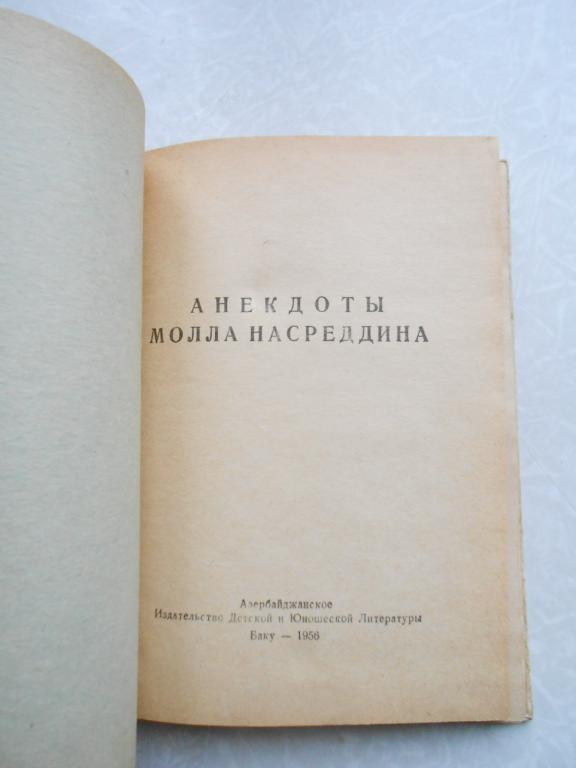 АНЕКДОТЫ
МОЛЛА НАСРЕДДИНА
Азербайджанское
Издательство Детской и Юношеской Литературы
Баку — 1956